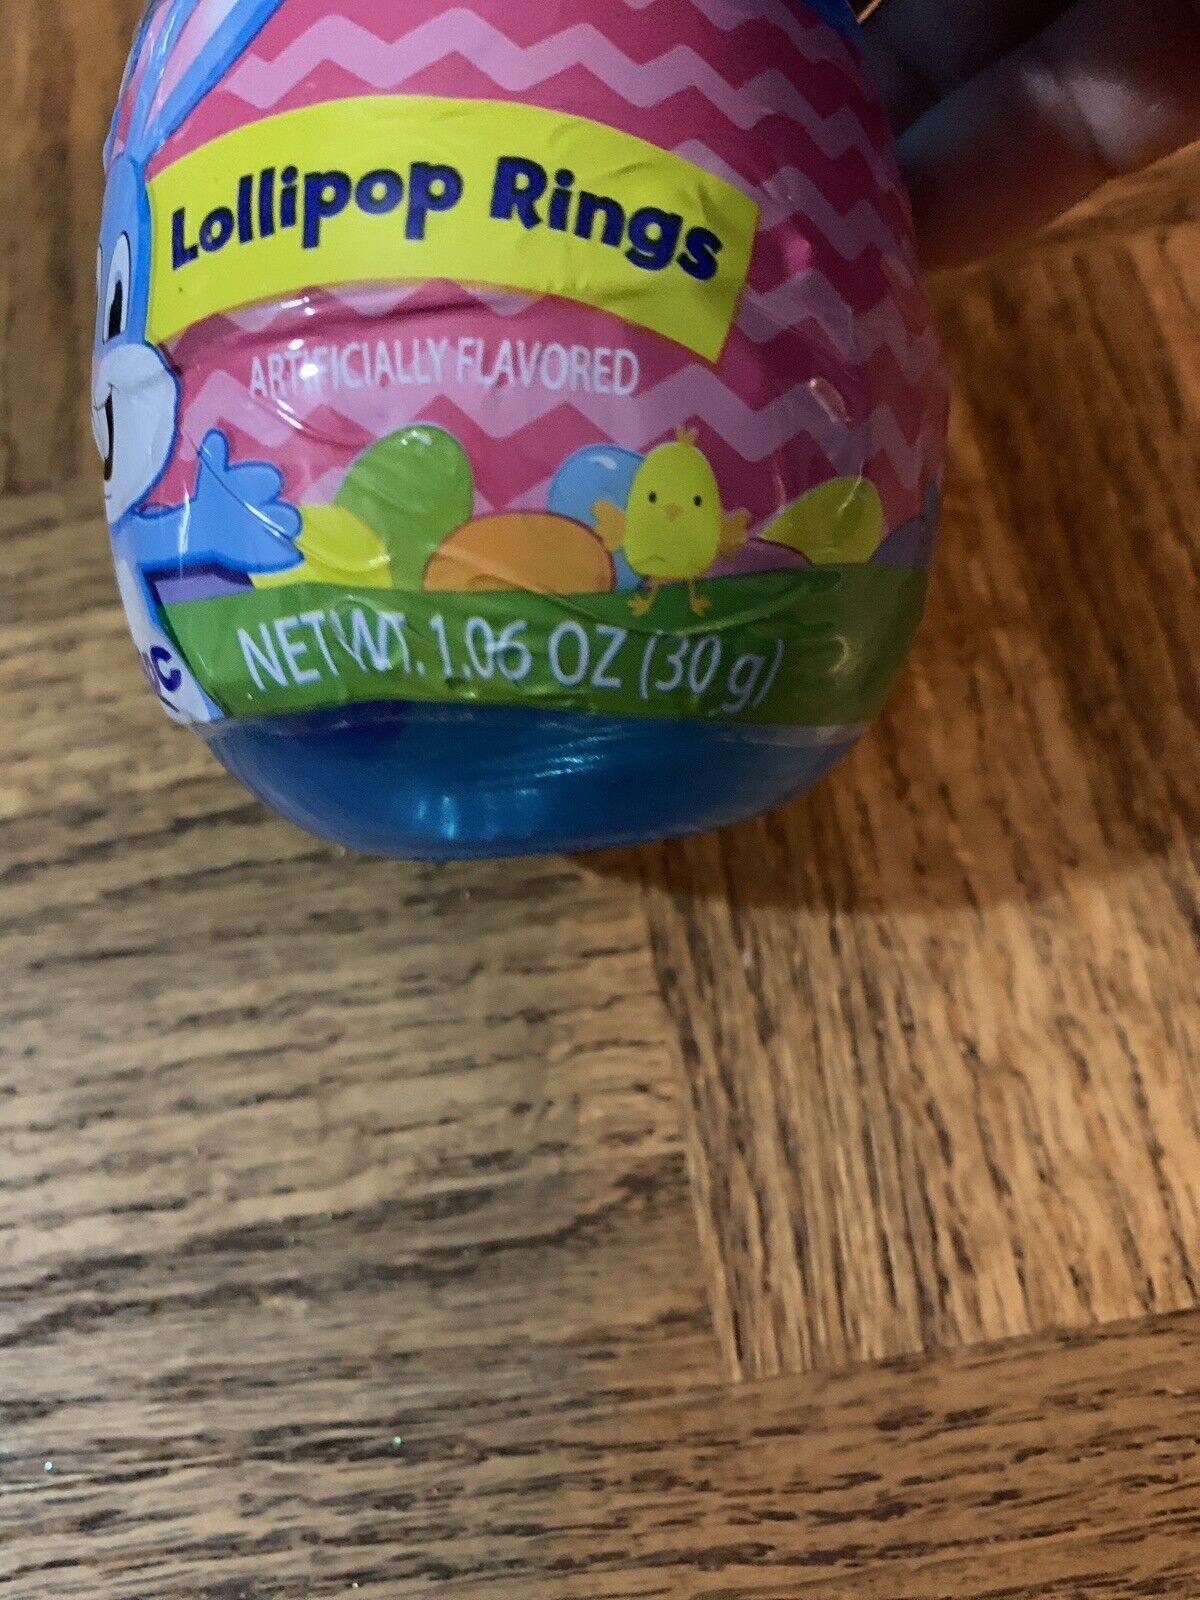 Lollipop Rings
ARTIFICIALLY FLAVORED
NET WT. 1.06 OZ (30 g)